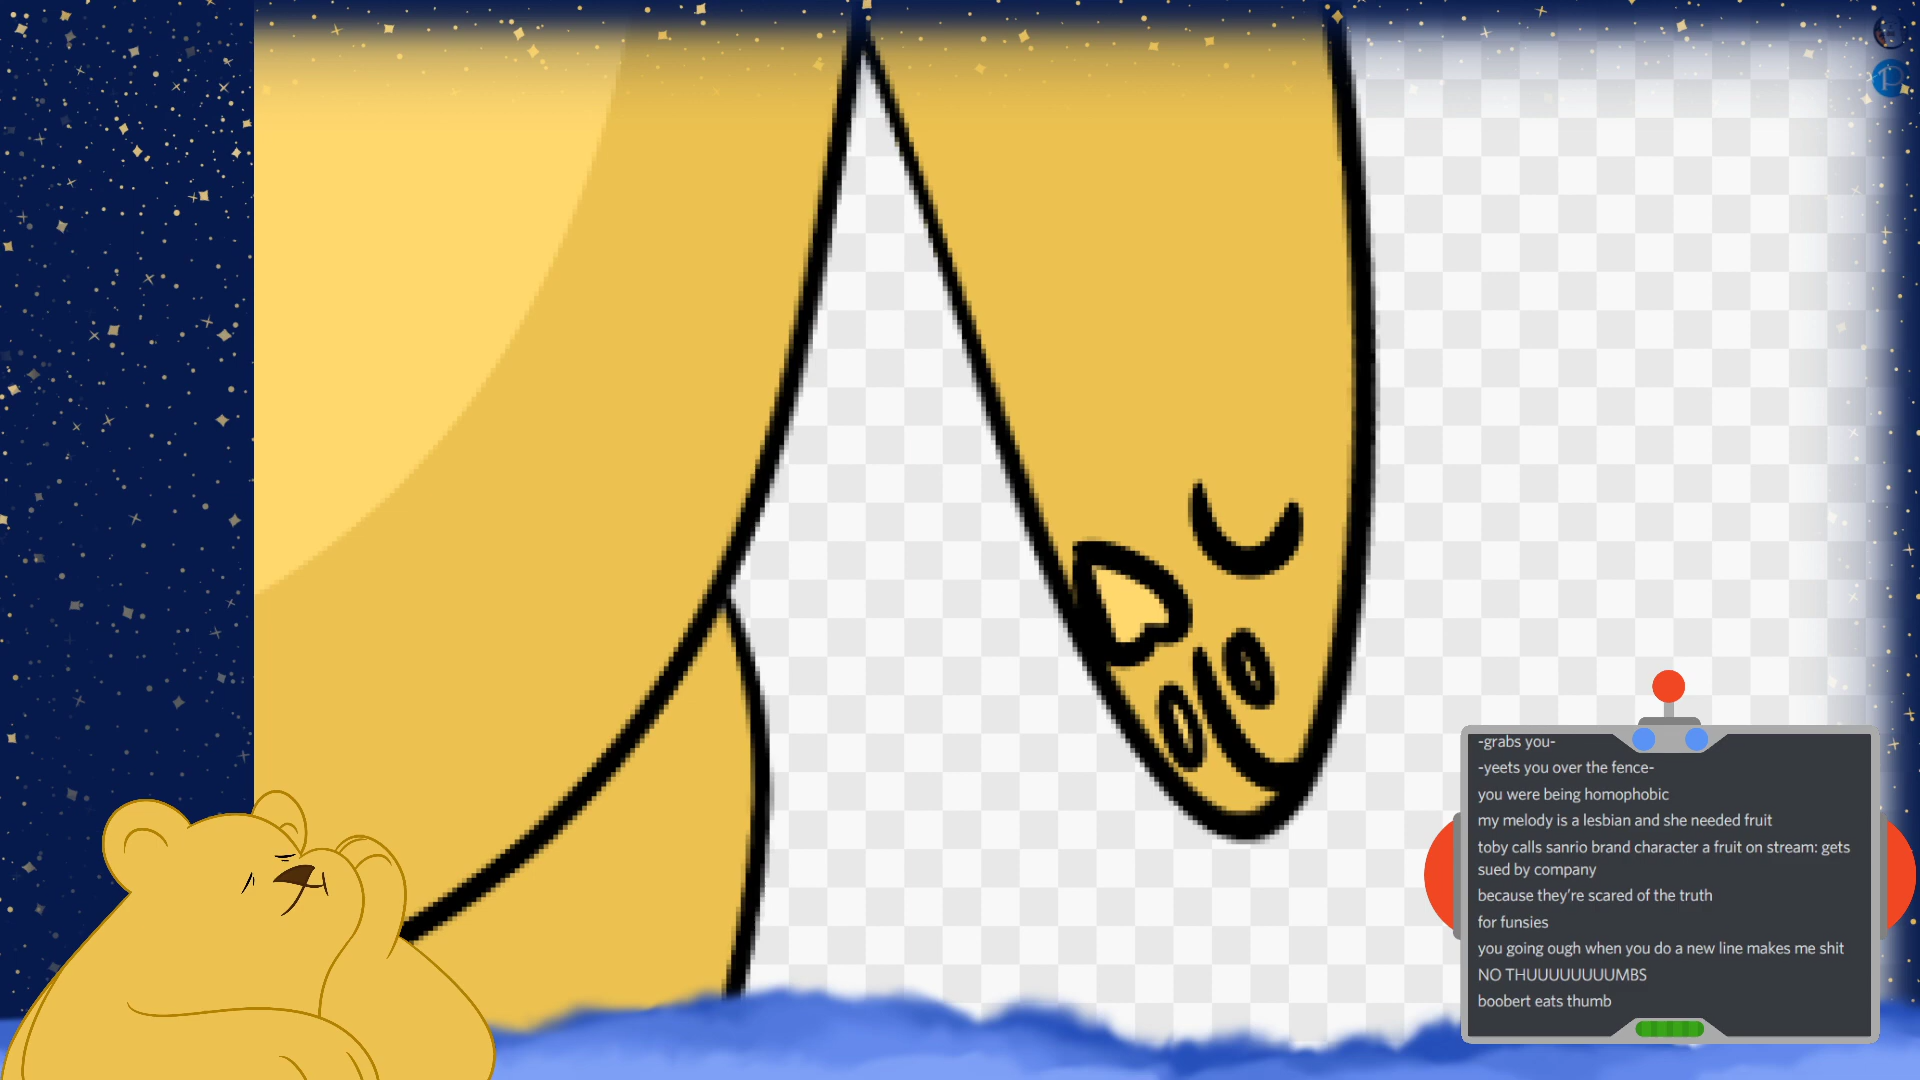 -grabs you-
-yeets you over the fence-
you were being homophobic
my melody is a lesbian and she needed fruit
toby calls sanrio brand character a fruit on stream: gets
sued by company
because they're scared of the truth
for funsies
you going ough when you do a new line makes me shit
NO THUUUUUUUUMBS
boobert eats thumb